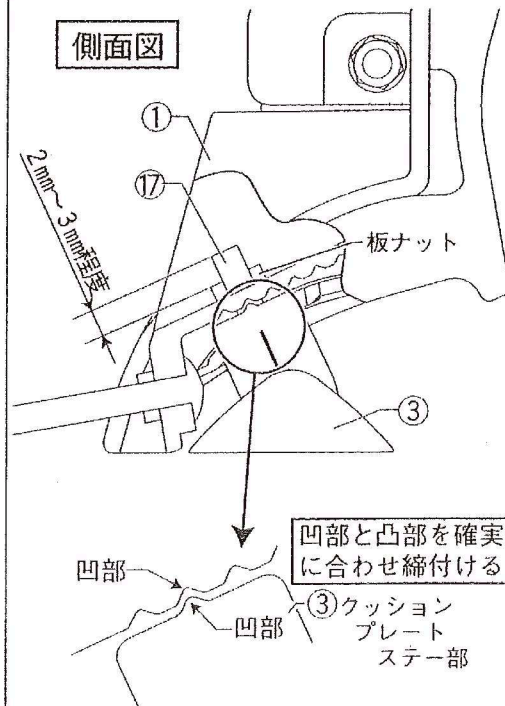 側面図
①
⑰
2mm〜3mm程度
板ナット
③
凹部と凸部を確実
に合わせ締付ける
凹部
凹部
③クッション
プレート
ステー部